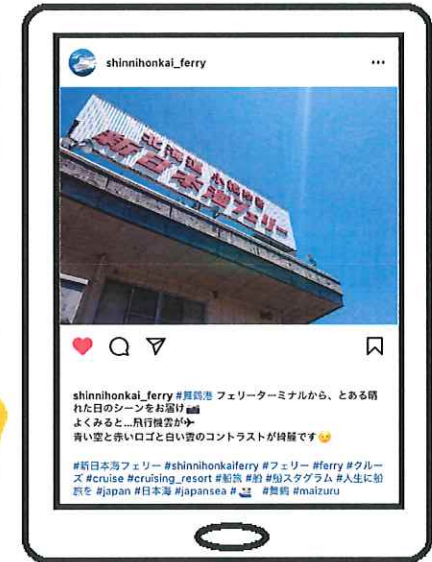 shinnihonkai_ferry
北海道 小樽ゆき
新日本海フェリー
shinnihonkai_ferry #舞鶴港 フェリーターミナルから、とある晴
れた日のシーンをお届け📸
よくみると...飛行機雲が✈
青い空と赤いロゴと白い雲のコントラストが綺麗です😉
#新日本海フェリー #shinnihonkaiferry #フェリー #ferry #クルー
ズ #cruise #cruising_resort #船旅 #船 #船スタグラム #人生に船
旅を #japan #日本海 #japansea #🚢 #舞鶴 #maizuru